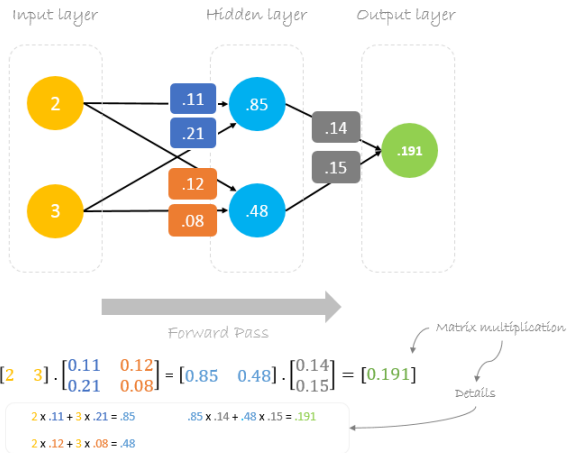 Input layer
Hidden layer
Output layer
2
.11
.85
.21
.14
.191
.15
.12
3
.08
.48
Forward Pass
Matrix multiplication
[2 3] . [0.11 0.12
0.21 0.08] = [0.85 0.48] . [0.14
0.15] = [0.191]
Details
2 x .11 + 3 x .21 = .85
.85 x .14 + .48 x .15 = .191
2 x .12 + 3 x .08 = .48